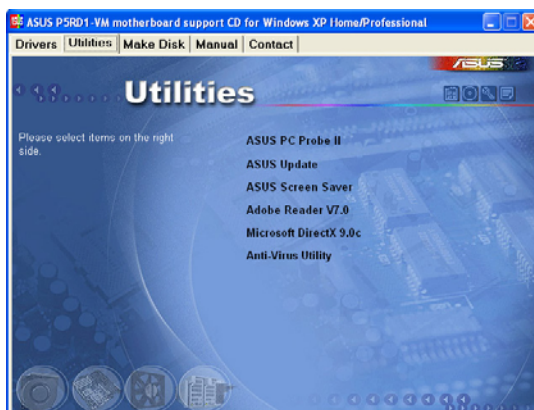 ASUS P5RD1-VM motherboard support CD for Windows XP Home/Professional
Drivers Utilities Make Disk Manual Contact
ASUS
Utilities
Please select items on the right
side.
ASUS PC Probe II
ASUS Update
ASUS Screen Saver
Adobe Reader V7.0
Microsoft DirectX 9.0c
Anti-Virus Utility